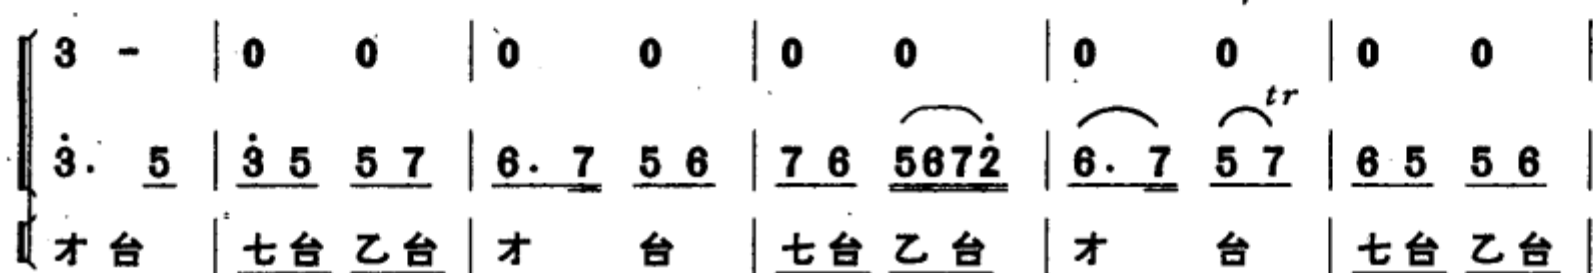 3 - | 0 0 | 0 0 | 0 0 | 0 0 | 0 0 |
tr
3̇. 5 | 3̇ 5 5 7 | 6. 7 5 6 | 7 6 5672̇ | 6. 7 5 7 | 6 5 5 6 |
才 台 | 七台 乙台 | 才 台 | 七台 乙台 | 才 台 | 七台 乙台 |